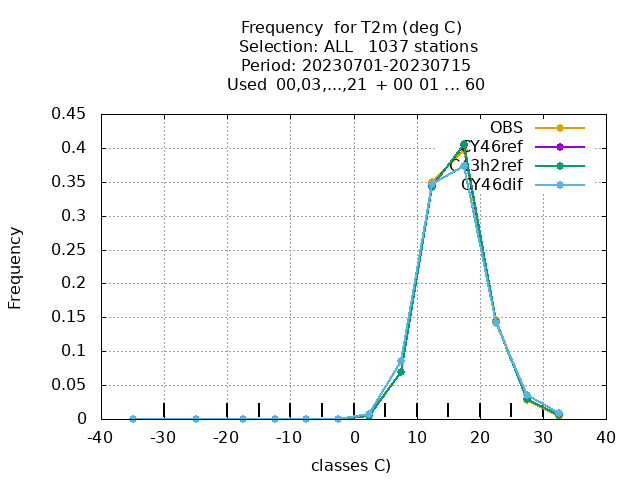 Frequency for T2m (deg C)
Selection: ALL 1037 stations
Period: 20230701-20230715
Used 00,03,...,21 + 00 01 ... 60
0.45
0.4
0.35
0.3
0.25
0.2
0.15
0.1
0.05
0
Frequency
OBS
CY46ref
3h2ref
CY46dif
-40 -30 -20 -10 0 10 20 30 40
classes C)